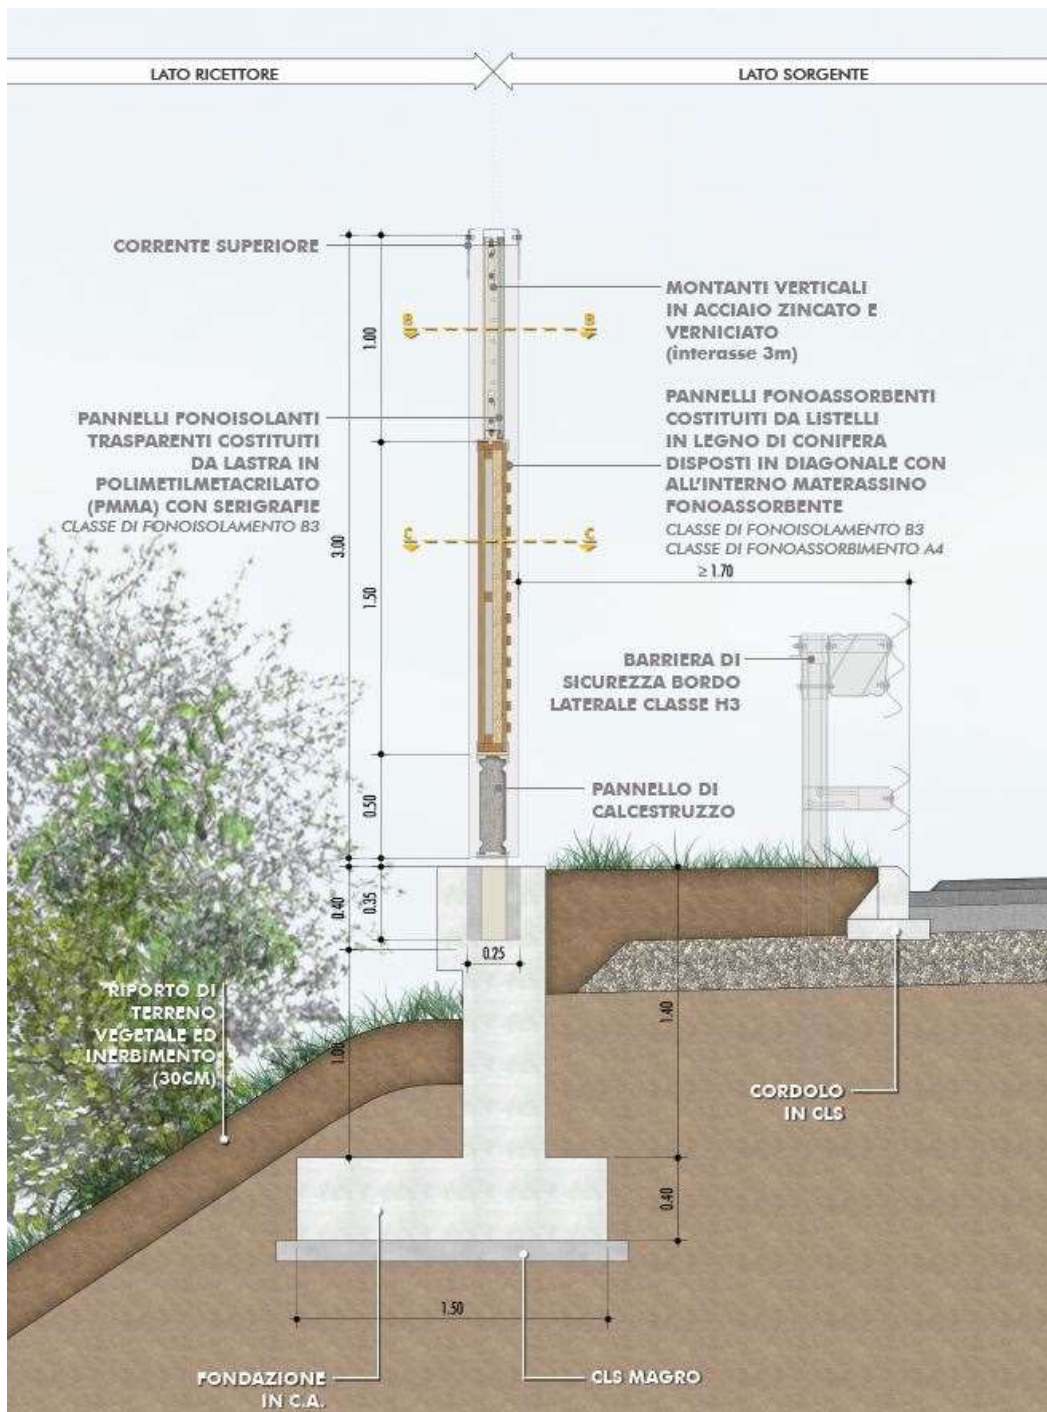 LATO RICETTORE
LATO SORGENTE
CORRENTE SUPERIORE
MONTANTI VERTICALI
IN ACCIAIO ZINCATO E
VERNICIATO
(interasse 3m)
B
B
1.00
PANNELLI FONOISOLANTI
TRASPARENTI COSTITUITI
DA LASTRA IN
POLIMETILMETACRILATO
(PMMA) CON SERIGRAFIE
CLASSE DI FONOISOLAMENTO B3
PANNELLI FONOASSORBENTI
COSTITUITI DA LISTELLI
IN LEGNO DI CONIFERA
DISPOSTI IN DIAGONALE CON
ALL'INTERNO MATERASSINO
FONOASSORBENTE
CLASSE DI FONOISOLAMENTO B3
CLASSE DI FONOASSORBIMENTO A4
C
C
3.00
≥ 1.70
1.50
BARRIERA DI
SICUREZZA BORDO
LATERALE CLASSE H3
0.50
PANNELLO DI
CALCESTRUZZO
0.40
0.35
0.25
RIPORTO DI
TERRENO
VEGETALE ED
INERBIMENTO
(30CM)
1.00
1.40
CORDOLO
IN CLS
0.40
1.50
FONDAZIONE
IN C.A.
CLS MAGRO